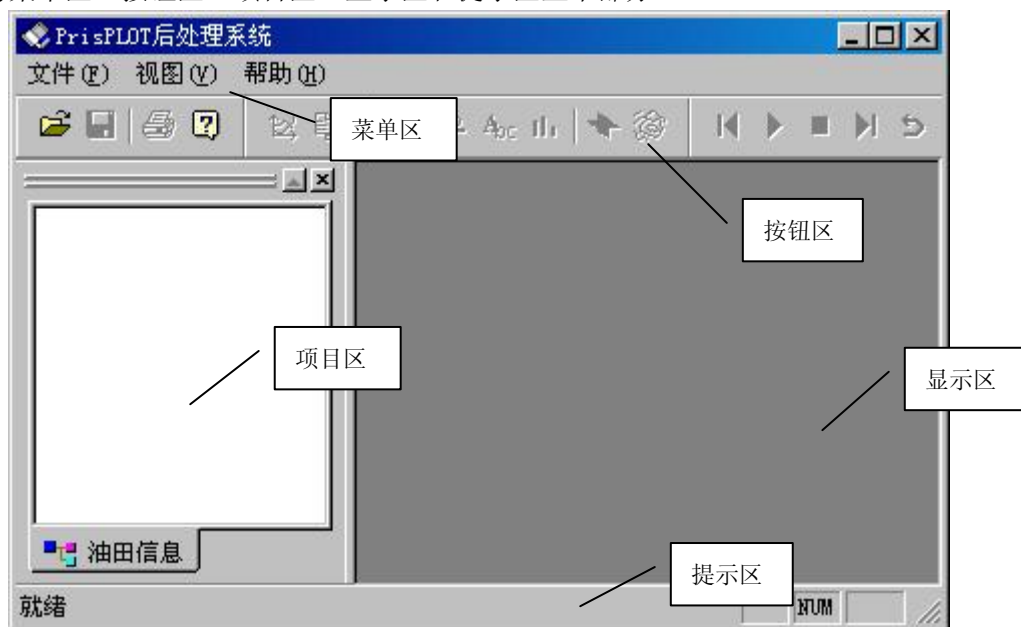 PrisPLOT后处理系统
文件(F) 视图(V) 帮助(H)
菜单区
按钮区
项目区
显示区
油田信息
提示区
就绪
NUM